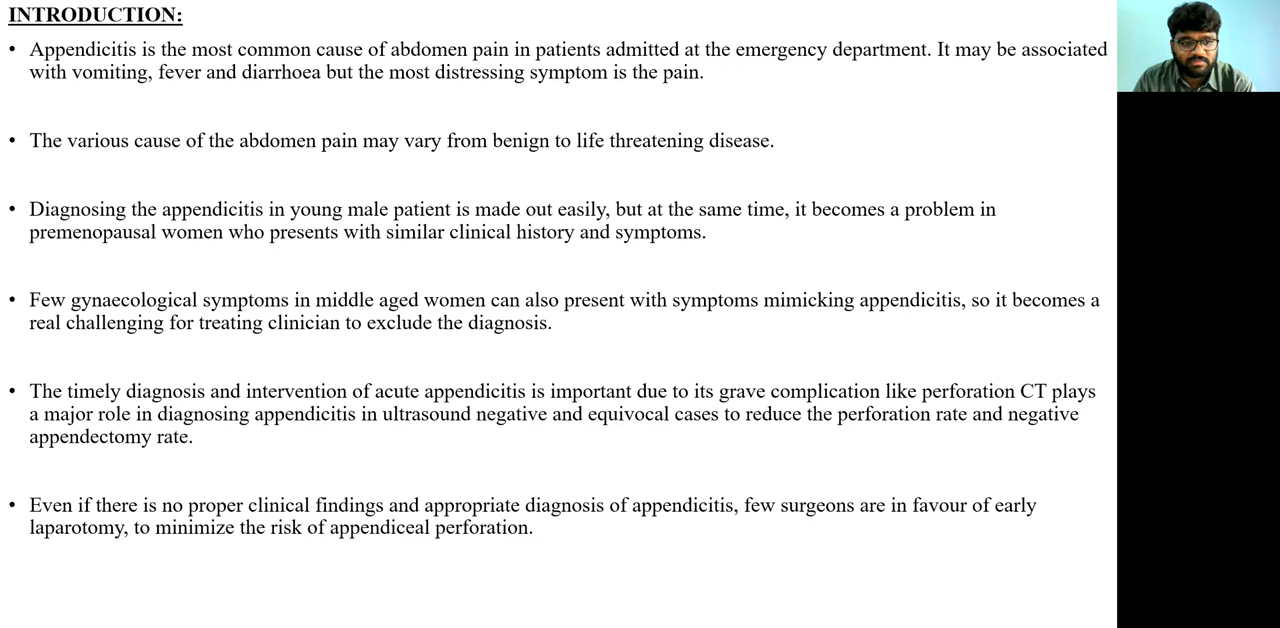 INTRODUCTION:
• Appendicitis is the most common cause of abdomen pain in patients admitted at the emergency department. It may be associated
with vomiting, fever and diarrhoea but the most distressing symptom is the pain.
• The various cause of the abdomen pain may vary from benign to life threatening disease.
• Diagnosing the appendicitis in young male patient is made out easily, but at the same time, it becomes a problem in
premenopausal women who presents with similar clinical history and symptoms.
• Few gynaecological symptoms in middle aged women can also present with symptoms mimicking appendicitis, so it becomes a
real challenging for treating clinician to exclude the diagnosis.
• The timely diagnosis and intervention of acute appendicitis is important due to its grave complication like perforation CT plays
a major role in diagnosing appendicitis in ultrasound negative and equivocal cases to reduce the perforation rate and negative
appendectomy rate.
• Even if there is no proper clinical findings and appropriate diagnosis of appendicitis, few surgeons are in favour of early
laparotomy, to minimize the risk of appendiceal perforation.